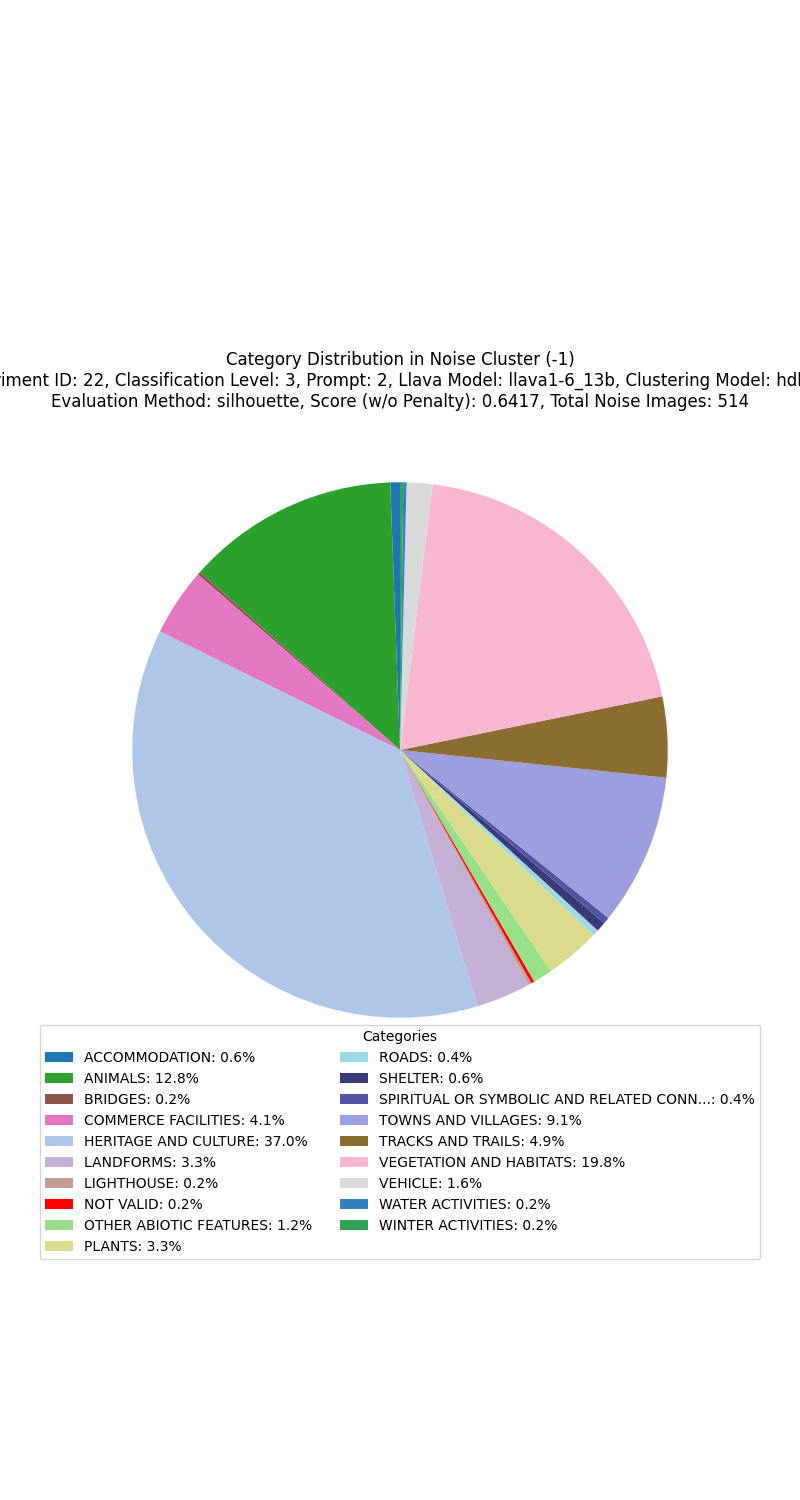 Category Distribution in Noise Cluster (-1)
ID: 22, Classification Level: 3, Prompt: 2, Llava Model: llava1-6_13b, Clustering Model:
Evaluation Method: silhouette, Score (w/o Penalty): 0.6417, Total Noise Images: 514
Categories
ACCOMMODATION: 0.6%
ANIMALS: 12.8%
BRIDGES: 0.2%
COMMERCE FACILITIES: 4.1%
HERITAGE AND CULTURE: 37.0%
LANDFORMS: 3.3%
LIGHTHOUSE: 0.2%
NOT VALID: 0.2%
OTHER ABIOTIC FEATURES: 1.2%
PLANTS: 3.3%
ROADS: 0.4%
SHELTER: 0.6%
SPIRITUAL OR SYMBOLIC AND RELATED CONN...: 0.4%
TOWNS AND VILLAGES: 9.1%
TRACKS AND TRAILS: 4.9%
VEGETATION AND HABITATS: 19.8%
VEHICLE: 1.6%
WATER ACTIVITIES: 0.2%
WINTER ACTIVITIES: 0.2%